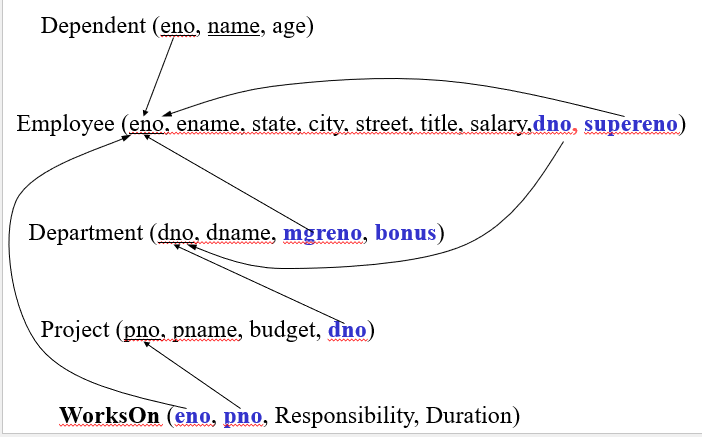 Dependent (eno, name, age)
Employee (eno, ename, state, city, street, title, salary,dno, supereno)
Department (dno, dname, mgreno, bonus)
Project (pno, pname, budget, dno)
WorksOn (eno, pno, Responsibility, Duration)